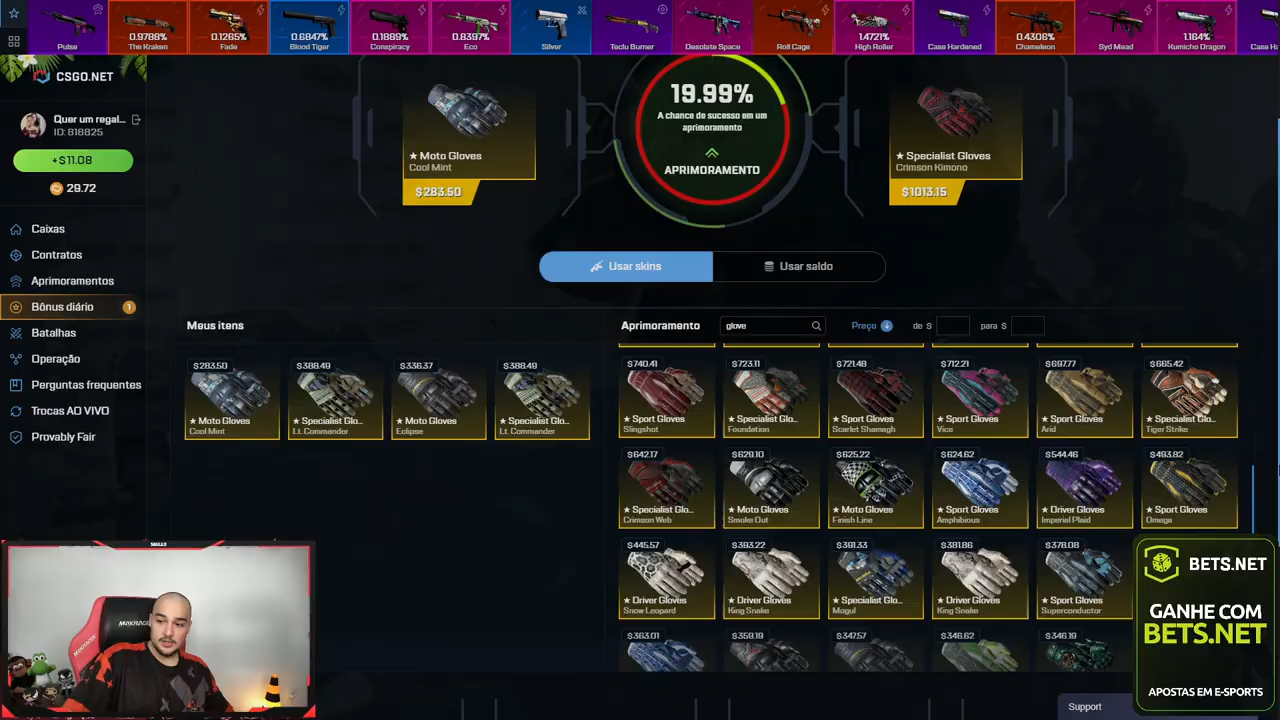 Pulse
0.9788%
The Kraken
0.1265%
Fade
0.6847%
Blood Tiger
0.1889%
Conspiracy
0.8397%
Eco
Silver
Teclu Burner
Desolate Space
Roll Cage
1.4721%
High Roller
Case Hardened
0.4306%
Chameleon
Syd Mead
1.164%
Kumicho Dragon
Case Ha
CSGO.NET
Quer um regal...
ID: 818825
+$11.08
29.72
Caixas
Contratos
Aprimoramentos
Bônus diário
1
Batalhas
Operação
Perguntas frequentes
Trocas AO VIVO
Provably Fair
★ Moto Gloves
Cool Mint
$283.50
19.99%
A chance de sucesso em um
aprimoramento
APRIMORAMENTO
★ Specialist Gloves
Crimson Kimono
$1013.15
Usar skins
Usar saldo
Meus itens
$283.50
★ Moto Gloves
Cool Mint
$388.49
★ Specialist Glo...
Lt. Commander
$336.37
★ Moto Gloves
Eclipse
$388.49
★ Specialist Glo...
Lt. Commander
Aprimoramento
glove
Preço
de $
para $
$740.41
★ Sport Gloves
Slingshot
$723.11
★ Specialist Glo...
Foundation
$721.48
★ Sport Gloves
Scarlet Shamagh
$712.21
★ Sport Gloves
Vice
$697.77
★ Sport Gloves
Arid
$665.42
★ Specialist Glo...
Tiger Strike
$642.17
★ Specialist Glo...
Crimson Web
$629.10
★ Moto Gloves
Smoke Out
$625.22
★ Moto Gloves
Finish Line
$624.62
★ Sport Gloves
Amphibious
$544.46
★ Driver Gloves
Imperial Plaid
$493.82
★ Sport Gloves
Omega
$445.57
★ Driver Gloves
Snow Leopard
$393.22
★ Driver Gloves
King Snake
$391.33
★ Specialist Glo...
Mogul
$381.86
★ Driver Gloves
King Snake
$378.08
★ Sport Gloves
Superconductor
$363.01
$359.19
$347.57
$346.62
$346.19
MAXRACER
BETS.NET
GANHE COM
BETS.NET
APOSTAS EM E-SPORTS
Support